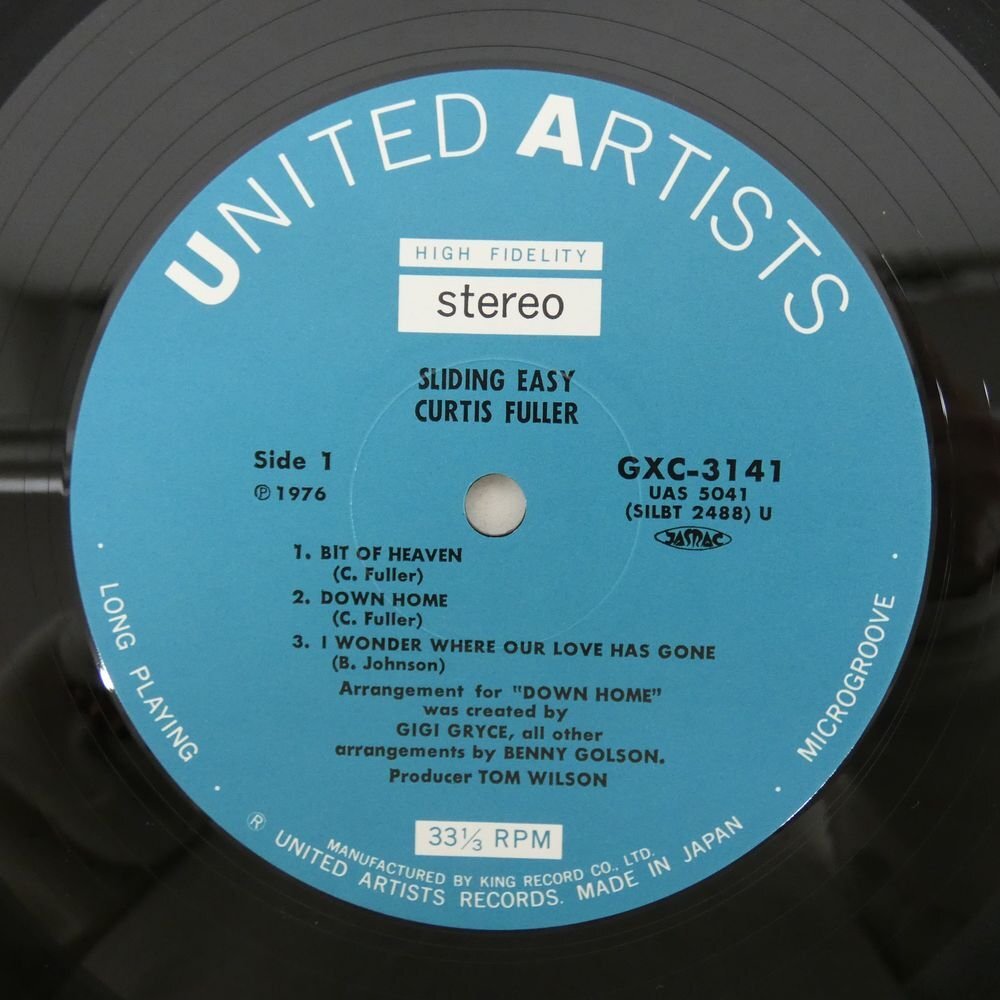 UNITED ARTISTS
HIGH FIDELITY
stereo
SLIDING EASY
CURTIS FULLER
Side 1
Ⓟ 1976
GXC-3141
UAS 5041
(SILBT 2488) U
JASRAC
1. BIT OF HEAVEN
(C. Fuller)
2. DOWN HOME
(C. Fuller)
3. I WONDER WHERE OUR LOVE HAS GONE
(B. Johnson)
Arrangement for "DOWN HOME"
was created by
GIGI GRYCE, all other
arrangements by BENNY GOLSON.
Producer TOM WILSON
· LONG PLAYING ·
· MICROGROOVE ·
33⅓ RPM
MANUFACTURED BY KING RECORD CO., LTD.
® UNITED ARTISTS RECORDS. MADE IN JAPAN